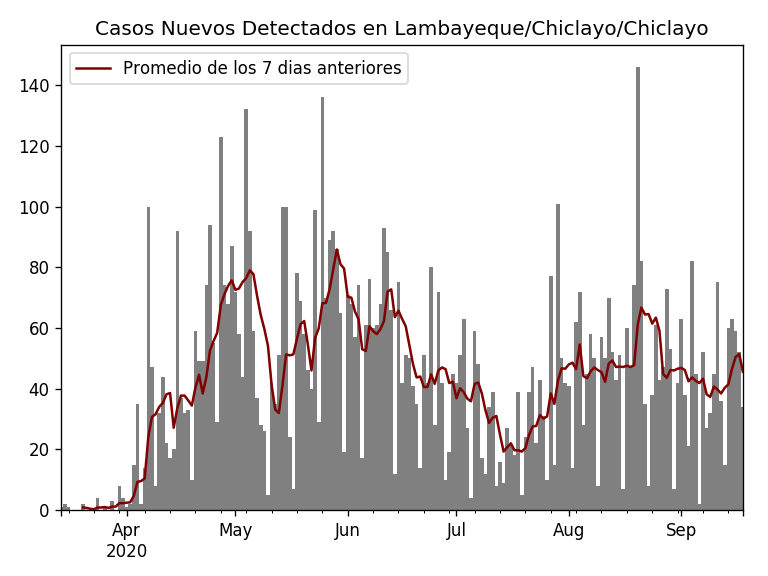 Casos Nuevos Detectados en Lambayeque/Chiclayo/Chiclayo
Promedio de los 7 dias anteriores
140
120
100
80
60
40
20
0
Apr
2020
May
Jun
Jul
Aug
Sep